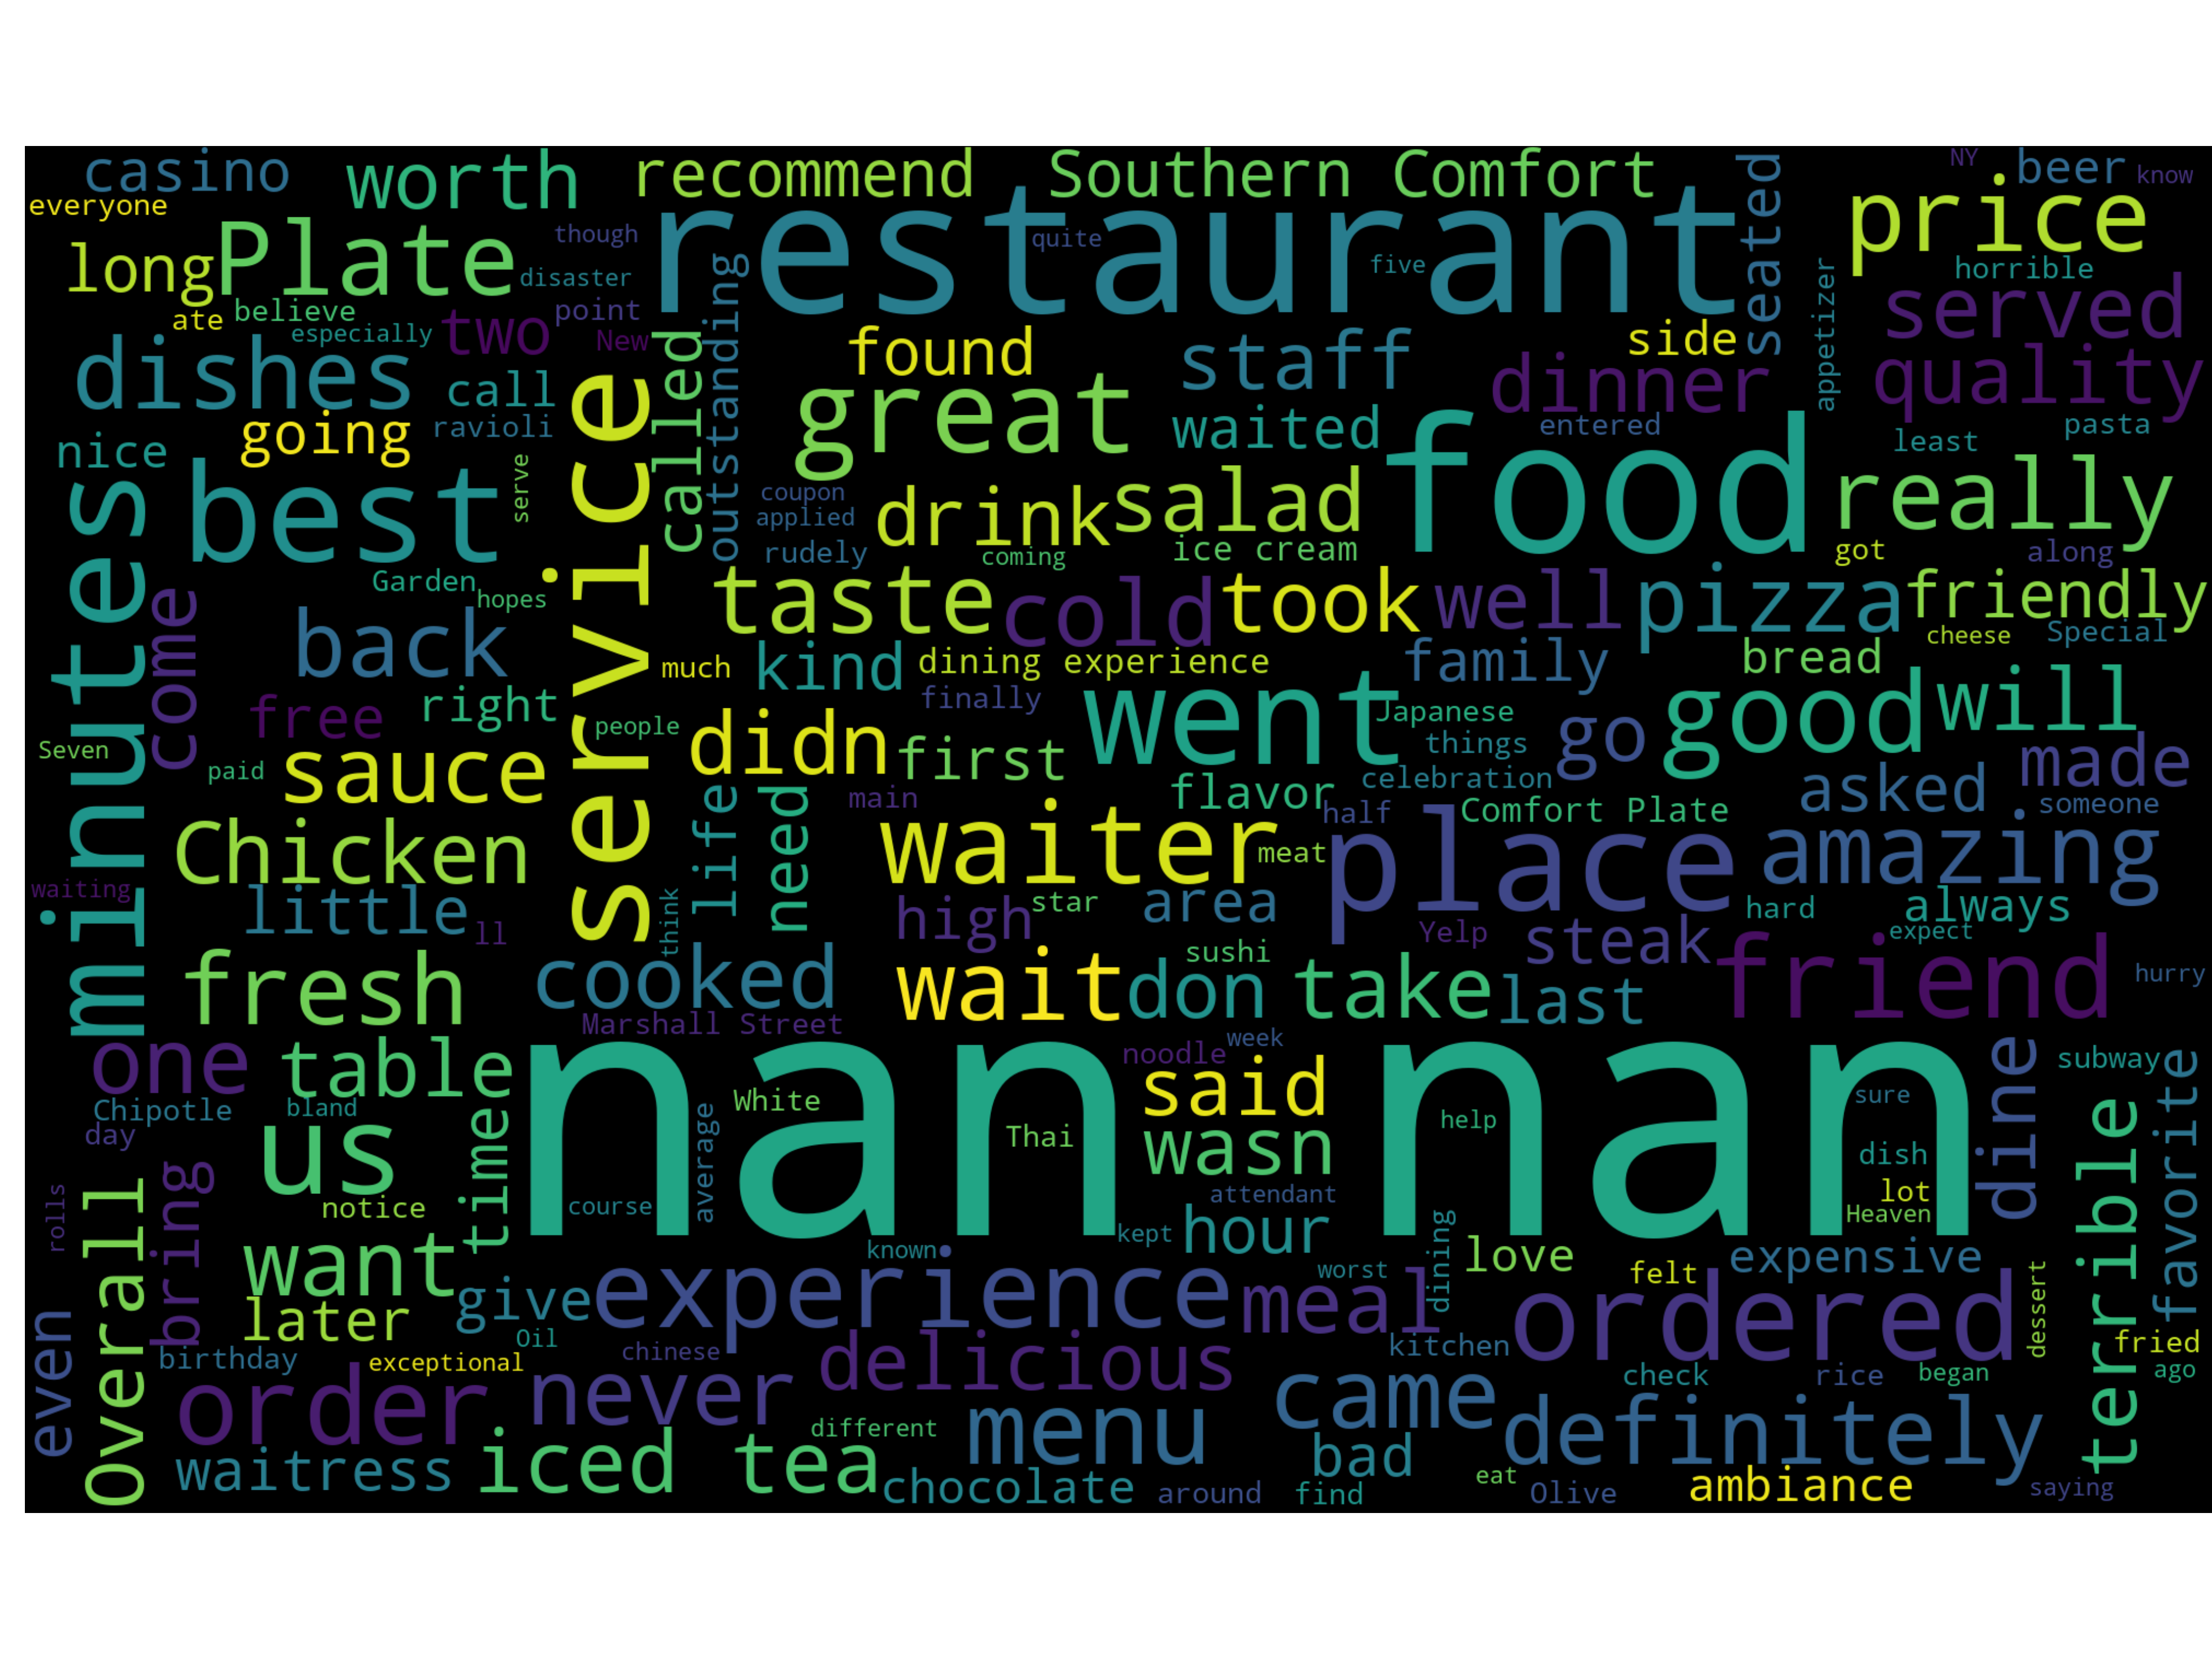 casino
worth
recommend
Southern Comfort
seated
NY
beer
know
everyone
restaurant
price
long
Plate
though
quite
five
disaster
horrible
ate
believe
point
outstanding
appetizer
served
especially
two
New
called
found
staff
side
dishes
call
great
dinner
quality
going
ravioli
waited
entered
pasta
nice
least
best
serve
service
coupon
applied
drink
salad
food
really
rudely
coming
ice cream
got
along
minutes
Garden
hopes
taste
cold
took
well
pizza
friendly
come
back
cheese
Special
much
kind
dining experience
family
bread
free
right
people
finally
went
Japanese
good
will
Seven
paid
sauce
didn
first
things
go
made
life
need
main
flavor
celebration
asked
half
Comfort Plate
someone
Chicken
waiter
meat
place
amazing
waiting
little
ll
think
high
star
area
Yelp
steak
hard
always
expect
fresh
cooked
wait
don
sushi
take
last
friend
hurry
Marshall Street
one
table
nan nan
noodle
week
said
dine
subway
favorite
Chipotle
bland
time
White
Thai
help
sure
day
us
average
wasn
dish
terrible
rolls
bring
notice
course
attendant
lot
Heaven
Overall
want
kept
hour
known
dining
love
expensive
even
later
give
experience
worst
meal
felt
ordered
dessert
Oil
birthday
exceptional
chinese
delicious
kitchen
fried
order
never
came
check
rice
began
ago
different
menu
definitely
waitress
iced tea
bad
chocolate
around
find
eat
Olive
ambiance
saying